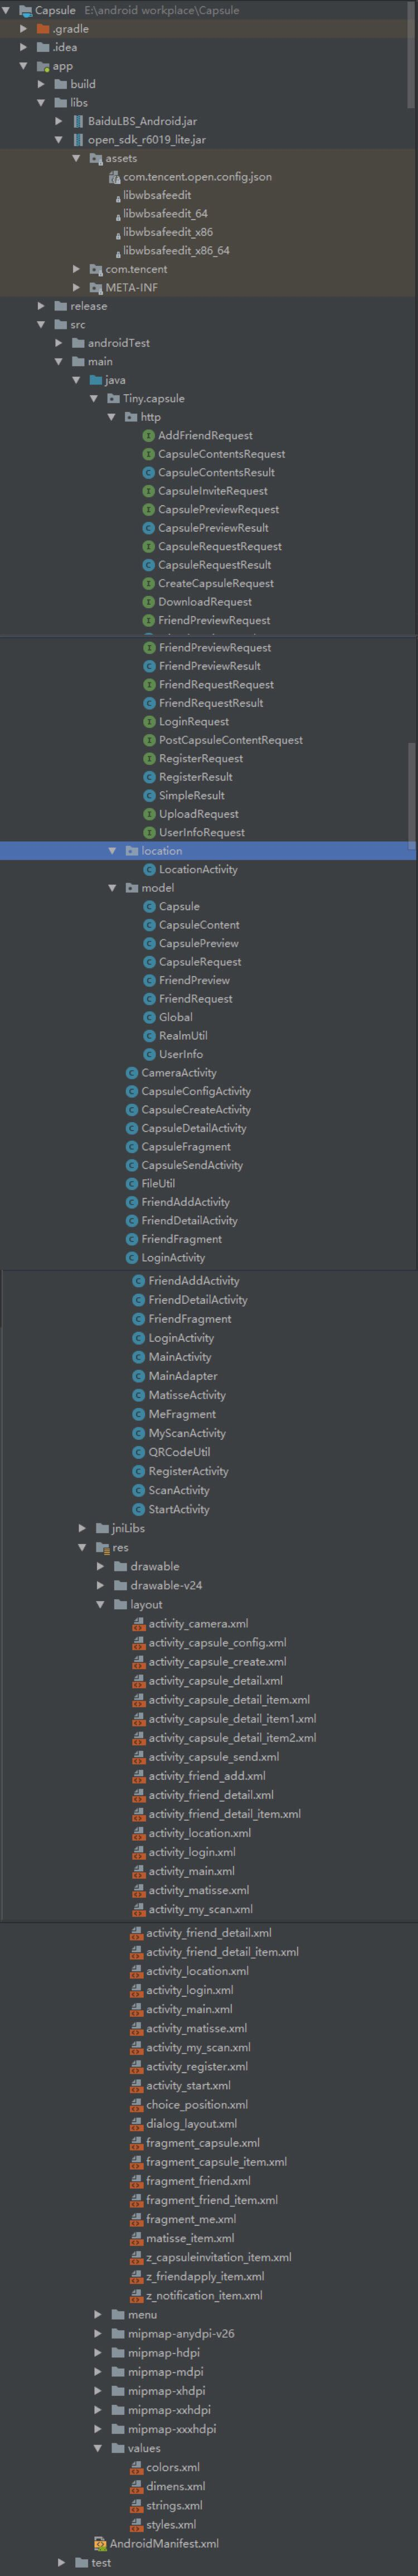 Capsule E:\android workplace\Capsule
.gradle
.idea
app
build
libs
BaiduLBS_Android.jar
open_sdk_r6019_lite.jar
assets
com.tencent.open.config.json
libwbsafeedit
libwbsafeedit_64
libwbsafeedit_x86
libwbsafeedit_x86_64
com.tencent
META-INF
release
src
androidTest
main
java
Tiny.capsule
http
AddFriendRequest
CapsuleContentsRequest
CapsuleContentsResult
CapsuleInviteRequest
CapsulePreviewRequest
CapsulePreviewResult
CapsuleRequestRequest
CapsuleRequestResult
CreateCapsuleRequest
DownloadRequest
FriendPreviewRequest
FriendPreviewRequest
FriendPreviewResult
FriendRequestRequest
FriendRequestResult
LoginRequest
PostCapsuleContentRequest
RegisterRequest
RegisterResult
SimpleResult
UploadRequest
UserInfoRequest
location
LocationActivity
model
Capsule
CapsuleContent
CapsulePreview
CapsuleRequest
FriendPreview
FriendRequest
Global
RealmUtil
UserInfo
CameraActivity
CapsuleConfigActivity
CapsuleCreateActivity
CapsuleDetailActivity
CapsuleFragment
CapsuleSendActivity
FileUtil
FriendAddActivity
FriendDetailActivity
FriendFragment
LoginActivity
FriendAddActivity
FriendDetailActivity
FriendFragment
LoginActivity
MainActivity
MainAdapter
MatisseActivity
MeFragment
MyScanActivity
QRCodeUtil
RegisterActivity
ScanActivity
StartActivity
jniLibs
res
drawable
drawable-v24
layout
activity_camera.xml
activity_capsule_config.xml
activity_capsule_create.xml
activity_capsule_detail.xml
activity_capsule_detail_item.xml
activity_capsule_detail_item1.xml
activity_capsule_detail_item2.xml
activity_capsule_send.xml
activity_friend_add.xml
activity_friend_detail.xml
activity_friend_detail_item.xml
activity_location.xml
activity_login.xml
activity_main.xml
activity_matisse.xml
activity_my_scan.xml
activity_friend_detail.xml
activity_friend_detail_item.xml
activity_location.xml
activity_login.xml
activity_main.xml
activity_matisse.xml
activity_my_scan.xml
activity_register.xml
activity_start.xml
choice_position.xml
dialog_layout.xml
fragment_capsule.xml
fragment_capsule_item.xml
fragment_friend.xml
fragment_friend_item.xml
fragment_me.xml
matisse_item.xml
z_capsuleinvitation_item.xml
z_friendapply_item.xml
z_notification_item.xml
menu
mipmap-anydpi-v26
mipmap-hdpi
mipmap-mdpi
mipmap-xhdpi
mipmap-xxhdpi
mipmap-xxxhdpi
values
colors.xml
dimens.xml
strings.xml
styles.xml
AndroidManifest.xml
test